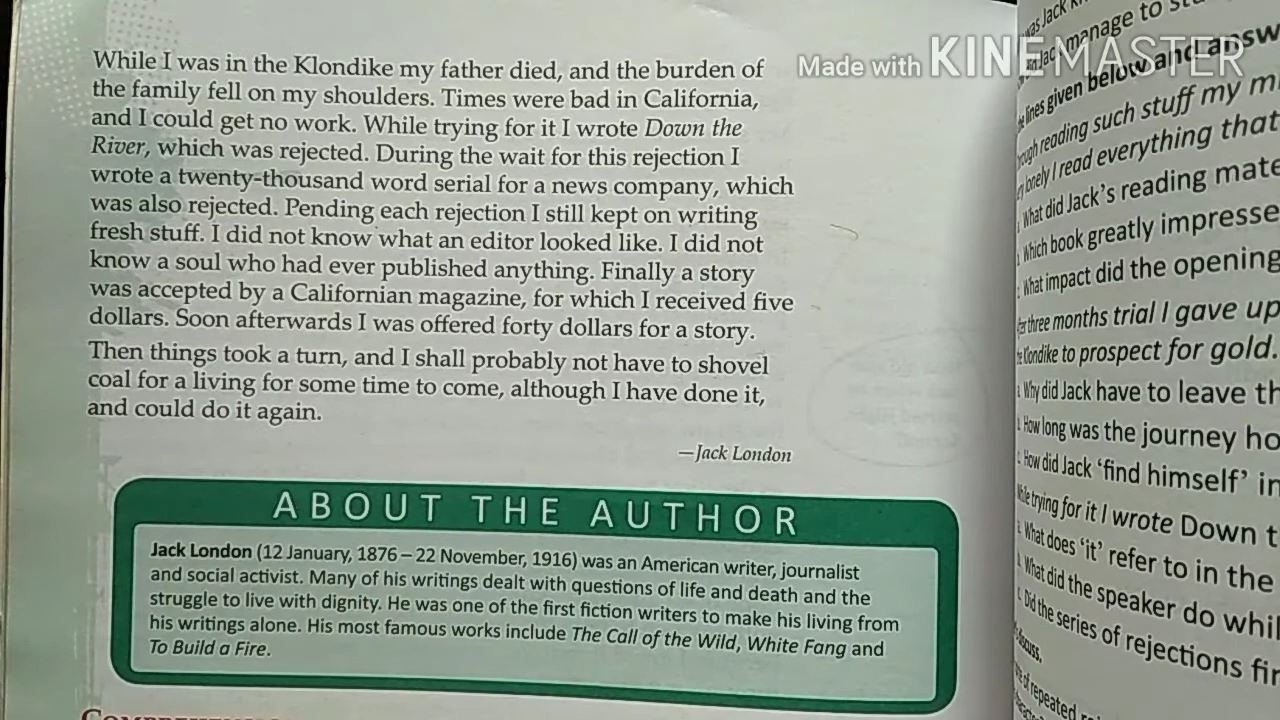 While I was in the Klondike my father died, and the burden of
the family fell on my shoulders. Times were bad in California,
and I could get no work. While trying for it I wrote Down the
River, which was rejected. During the wait for this rejection I
wrote a twenty-thousand word serial for a news company, which
was also rejected. Pending each rejection I still kept on writing
fresh stuff. I did not know what an editor looked like. I did not
know a soul who had ever published anything. Finally a story
was accepted by a Californian magazine, for which I received five
dollars. Soon afterwards I was offered forty dollars for a story.
Then things took a turn, and I shall probably not have to shovel
coal for a living for some time to come, although I have done it,
and could do it again.
—Jack London
ABOUT THE AUTHOR
Jack London (12 January, 1876 – 22 November, 1916) was an American writer, journalist
and social activist. Many of his writings dealt with questions of life and death and the
struggle to live with dignity. He was one of the first fiction writers to make his living from
his writings alone. His most famous works include The Call of the Wild, White Fang and
To Build a Fire.
Made with KINEMASTER
was Jack
manage to
lines given below and answ
reading such stuff my
lonely I read everything that
What did Jack's reading mate
Which book greatly impresse
What impact did the opening
three months trial I gave up
Klondike to prospect for gold.
Why did Jack have to leave th
How long was the journey ho
How did Jack 'find himself' in
While trying for it I wrote Down t
What does 'it' refer to in the
What did the speaker do whil
Did the series of rejections fir
discuss.
of repeated